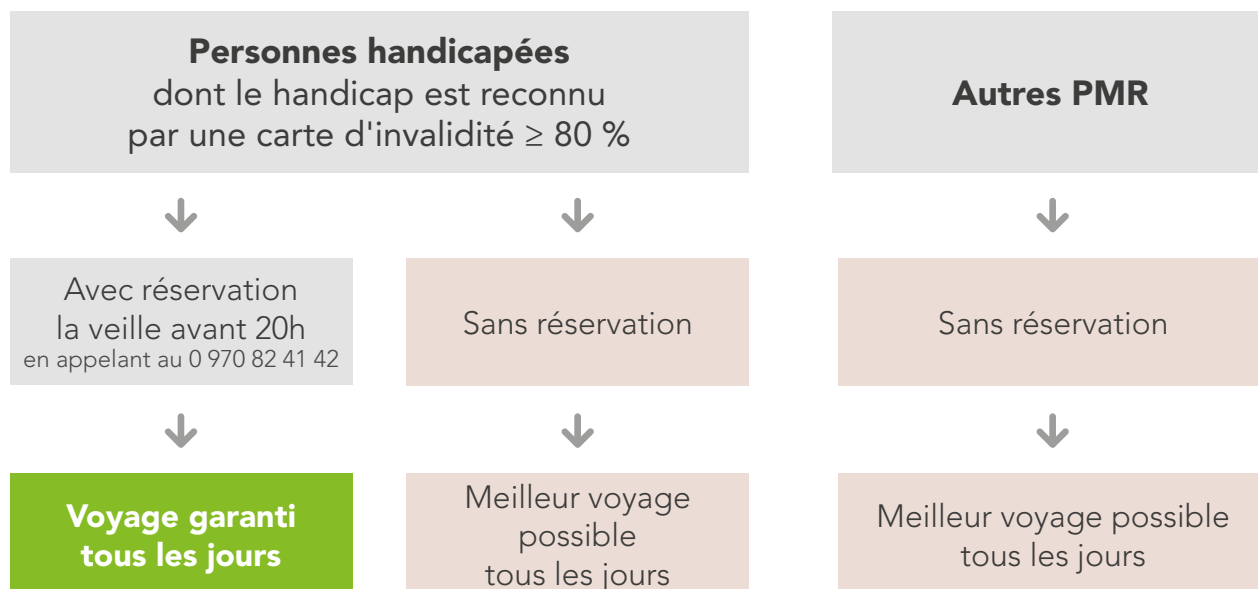 Personnes handicapées
dont le handicap est reconnu
par une carte d'invalidité ≥ 80 %
Autres PMR
Avec réservation
la veille avant 20h
en appelant au 0 970 82 41 42
Sans réservation
Sans réservation
Voyage garanti
tous les jours
Meilleur voyage
possible
tous les jours
Meilleur voyage possible
tous les jours